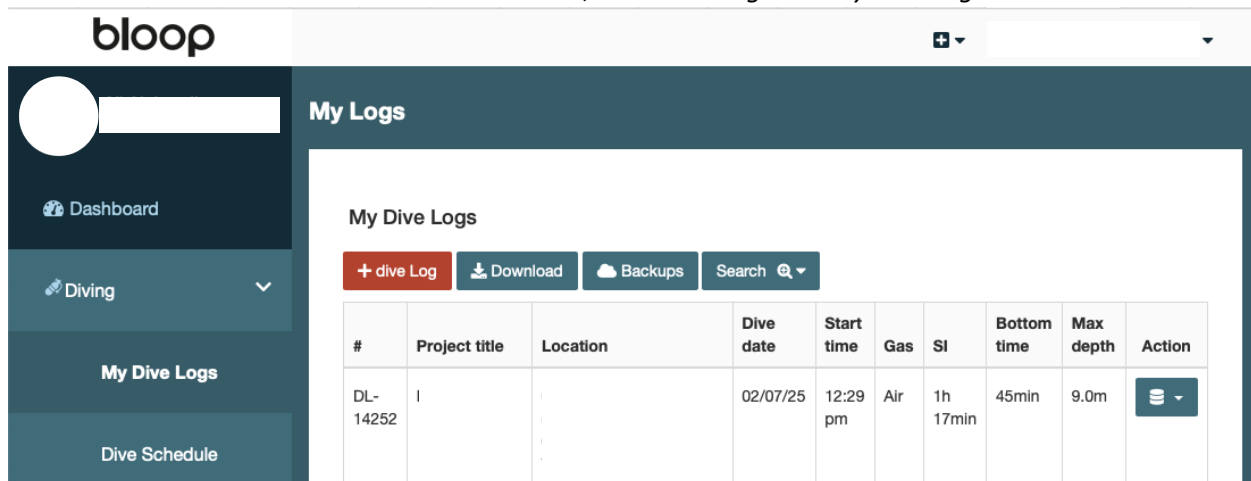 bloop
My Logs
Dashboard
My Dive Logs
+ dive Log Download Backups Search
Diving
Dive Start Bottom Max
# Project title Location date time Gas SI time depth Action
My Dive Logs
DL- 02/07/25 12:29 Air 1h 45min 9.0m
14252 pm 17min
Dive Schedule